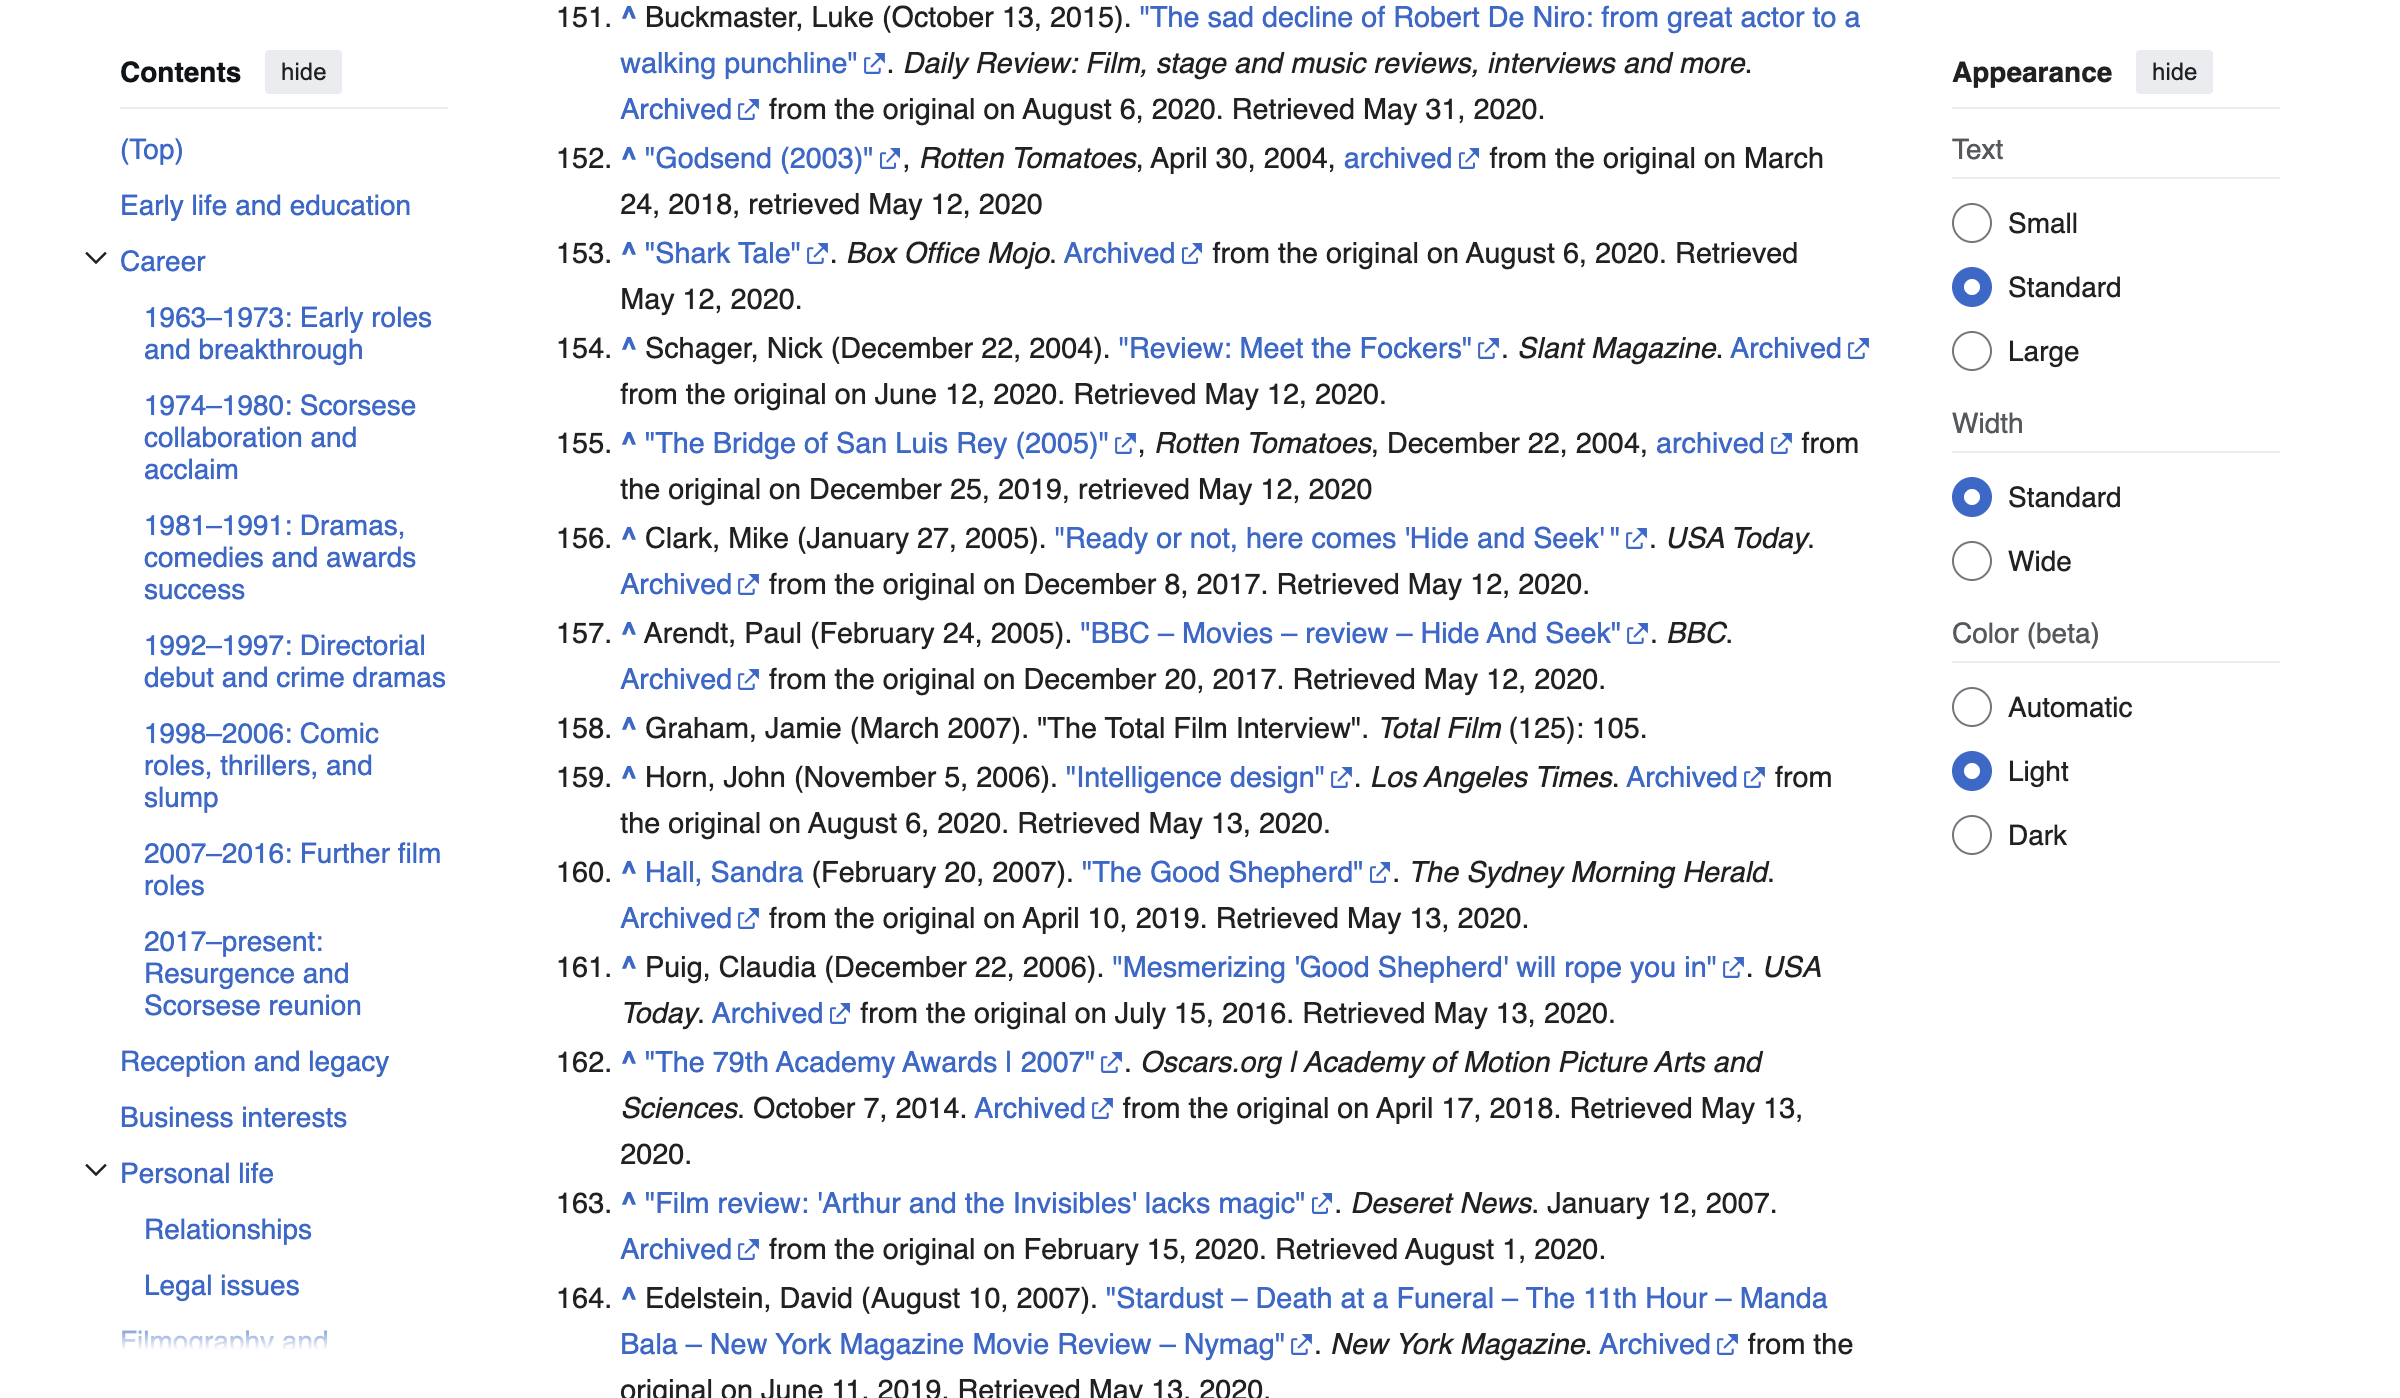 Contents hide
(Top)
Early life and education
Career
1963–1973: Early roles
and breakthrough
1974–1980: Scorsese
collaboration and
acclaim
1981–1991: Dramas,
comedies and awards
success
1992–1997: Directorial
debut and crime dramas
1998–2006: Comic
roles, thrillers, and
slump
2007–2016: Further film
roles
2017–present:
Resurgence and
Scorsese reunion
Reception and legacy
Business interests
Personal life
Relationships
Legal issues
Filmography and
151. ^ Buckmaster, Luke (October 13, 2015). "The sad decline of Robert De Niro: from great actor to a
walking punchline". Daily Review: Film, stage and music reviews, interviews and more.
Archived from the original on August 6, 2020. Retrieved May 31, 2020.
152. ^ "Godsend (2003)", Rotten Tomatoes, April 30, 2004, archived from the original on March
24, 2018, retrieved May 12, 2020
153. ^ "Shark Tale". Box Office Mojo. Archived from the original on August 6, 2020. Retrieved
May 12, 2020.
154. ^ Schager, Nick (December 22, 2004). "Review: Meet the Fockers". Slant Magazine. Archived
from the original on June 12, 2020. Retrieved May 12, 2020.
155. ^ "The Bridge of San Luis Rey (2005)", Rotten Tomatoes, December 22, 2004, archived from
the original on December 25, 2019, retrieved May 12, 2020
156. ^ Clark, Mike (January 27, 2005). "Ready or not, here comes 'Hide and Seek'". USA Today.
Archived from the original on December 8, 2017. Retrieved May 12, 2020.
157. ^ Arendt, Paul (February 24, 2005). "BBC – Movies – review – Hide And Seek". BBC.
Archived from the original on December 20, 2017. Retrieved May 12, 2020.
158. ^ Graham, Jamie (March 2007). "The Total Film Interview". Total Film (125): 105.
159. ^ Horn, John (November 5, 2006). "Intelligence design". Los Angeles Times. Archived from
the original on August 6, 2020. Retrieved May 13, 2020.
160. ^ Hall, Sandra (February 20, 2007). "The Good Shepherd". The Sydney Morning Herald.
Archived from the original on April 10, 2019. Retrieved May 13, 2020.
161. ^ Puig, Claudia (December 22, 2006). "Mesmerizing 'Good Shepherd' will rope you in". USA
Today. Archived from the original on July 15, 2016. Retrieved May 13, 2020.
162. ^ "The 79th Academy Awards | 2007". Oscars.org | Academy of Motion Picture Arts and
Sciences. October 7, 2014. Archived from the original on April 17, 2018. Retrieved May 13,
2020.
163. ^ "Film review: 'Arthur and the Invisibles' lacks magic". Deseret News. January 12, 2007.
Archived from the original on February 15, 2020. Retrieved August 1, 2020.
164. ^ Edelstein, David (August 10, 2007). "Stardust – Death at a Funeral – The 11th Hour – Manda
Bala – New York Magazine Movie Review – Nymag". New York Magazine. Archived from the
original on June 11, 2019. Retrieved May 13, 2020.
Appearance hide
Text
Small
Standard
Large
Width
Standard
Wide
Color (beta)
Automatic
Light
Dark